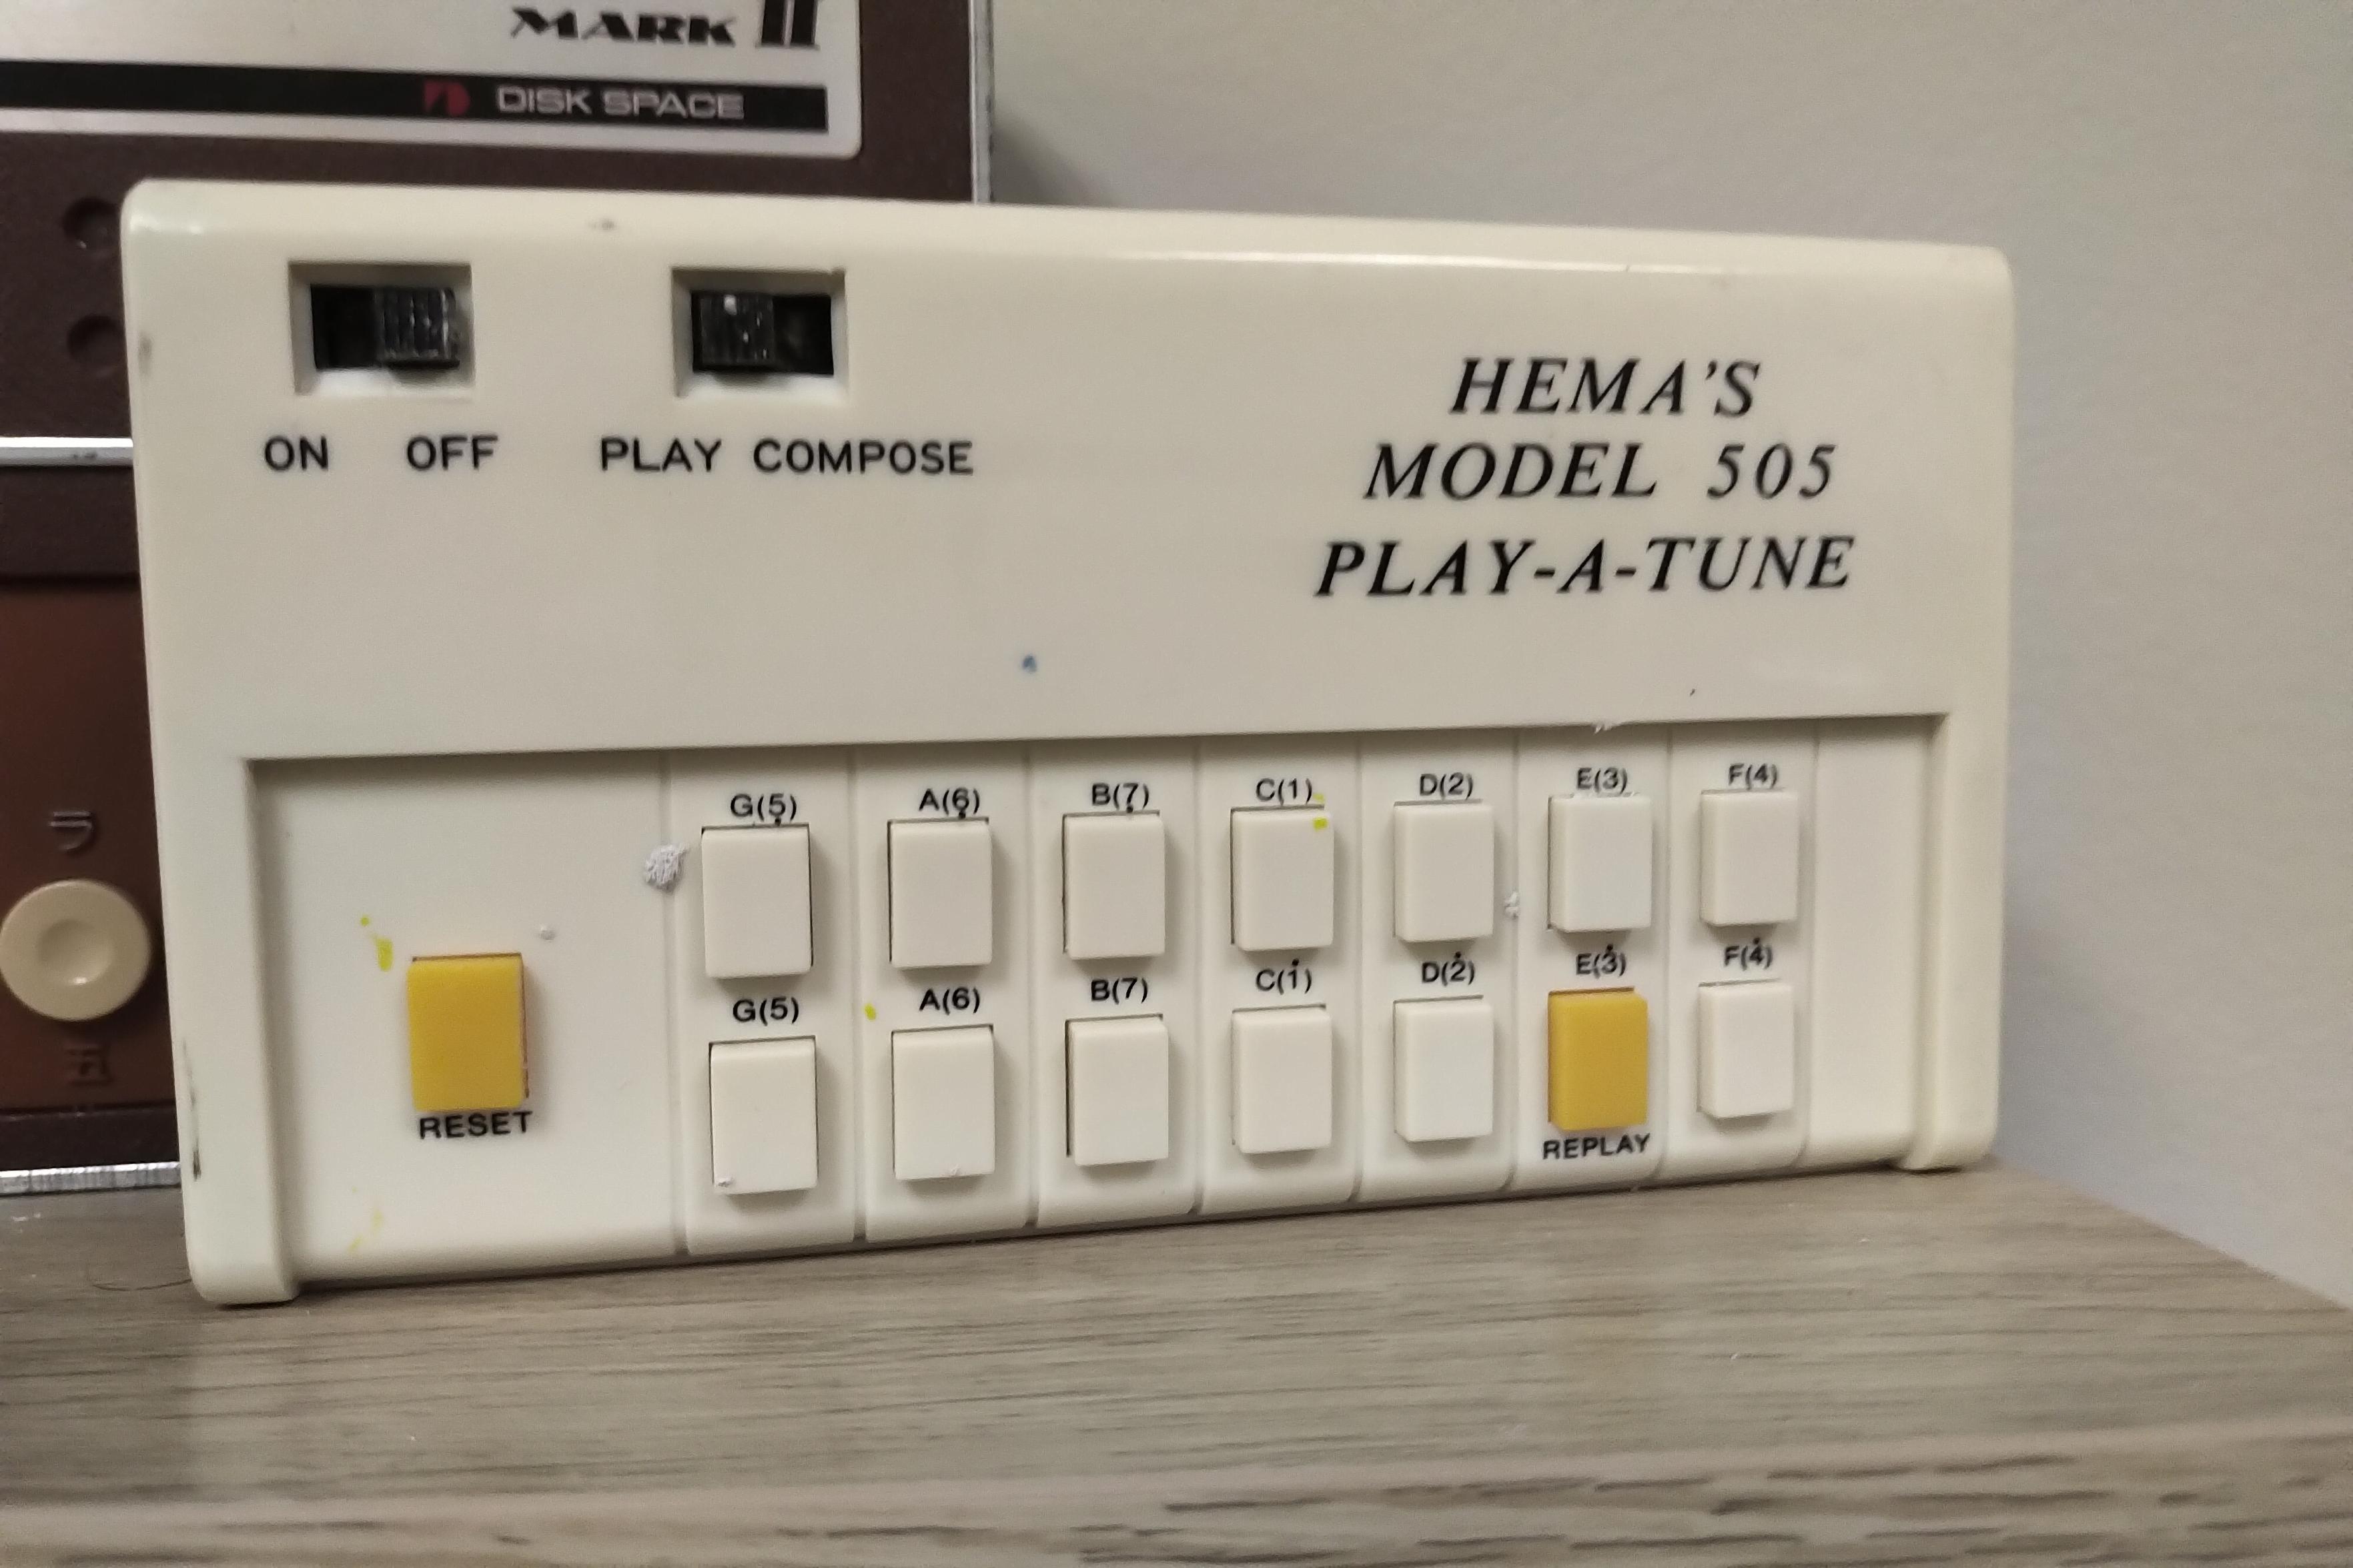 MARK II
DISK SPACE
ON OFF PLAY COMPOSE
HEMA'S
MODEL 505
PLAY-A-TUNE
G(5̣) A(6̣) B(7̣) C(1) D(2) E(3) F(4)
G(5) A(6) B(7) C(1̇) D(2̇) E(3̇) F(4̇)
RESET
REPLAY
ラ